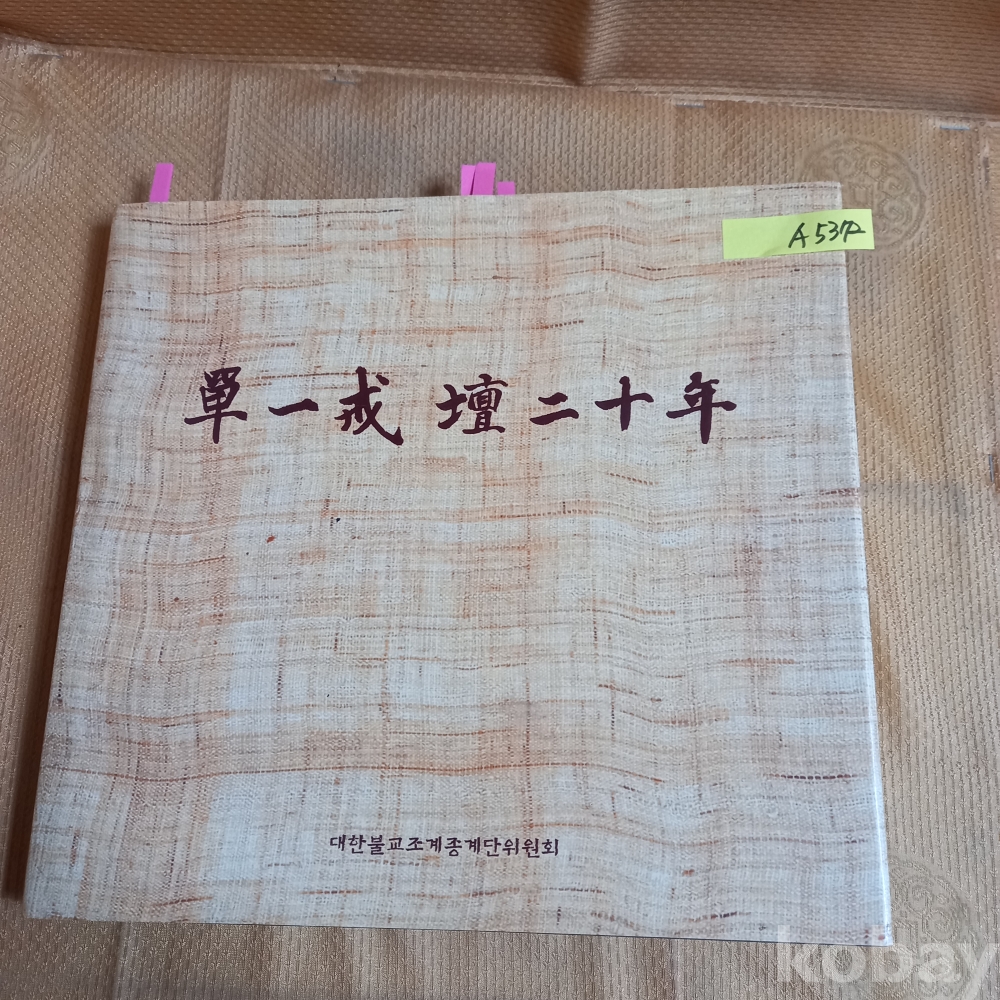 A5372
單一戒 壇二十年
대한불교조계종계단위원회
kobay